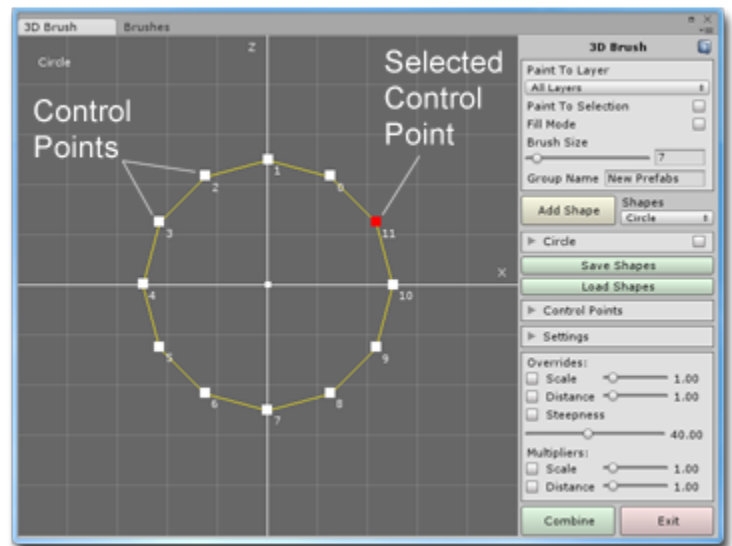 3D Brush
Brushes
Circle
Z
X
Control
Points
Selected
Control
Point
1
2
3
4
5
6
7
8
9
10
11
0
3D Brush
Paint To Layer
All Layers
Paint To Selection
Fill Mode
Brush Size
7
Group Name New Prefabs
Add Shape
Shapes
Circle
Circle
Save Shapes
Load Shapes
Control Points
Settings
Overrides:
Scale 1.00
Distance 1.00
Steepness
40.00
Multipliers:
Scale 1.00
Distance 1.00
Combine
Exit